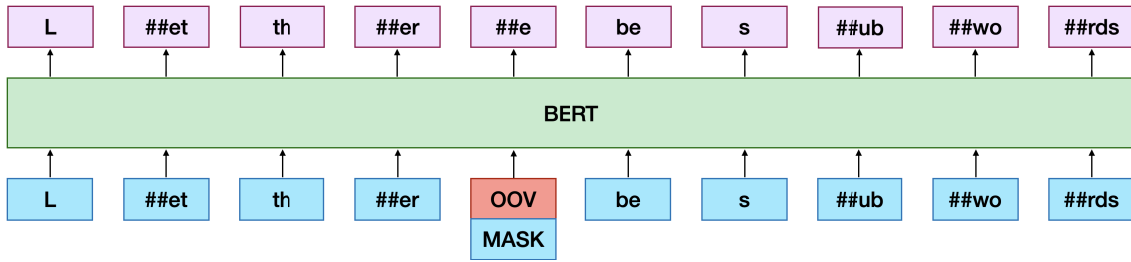 L ##et th ##er ##e be s ##ub ##wo ##rds
BERT
L ##et th ##er OOV be s ##ub ##wo ##rds
MASK